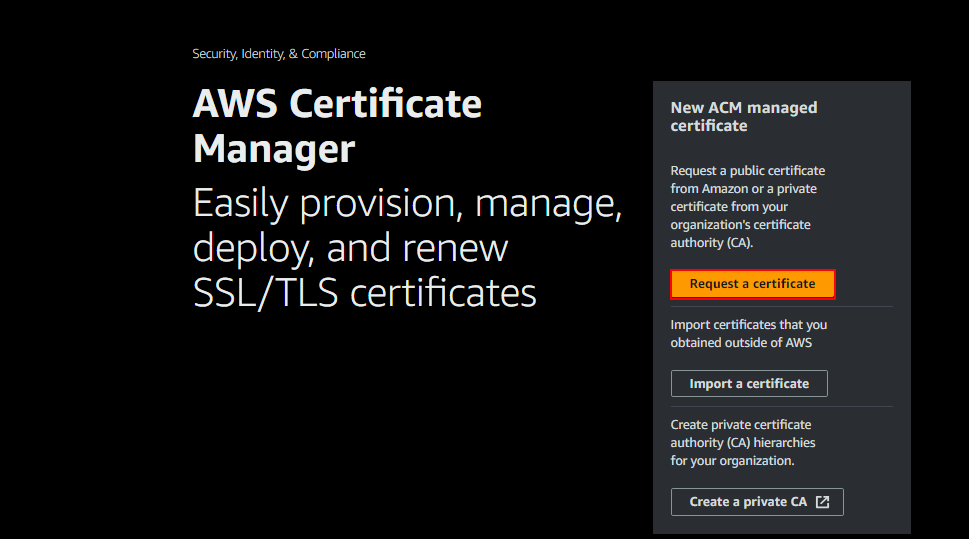 Security, Identity, & Compliance
AWS Certificate
Manager
Easily provision, manage,
deploy, and renew
SSL/TLS certificates
New ACM managed
certificate
Request a public certificate
from Amazon or a private
certificate from your
organization's certificate
authority (CA).
Request a certificate
Import certificates that you
obtained outside of AWS
Import a certificate
Create private certificate
authority (CA) hierarchies
for your organization.
Create a private CA